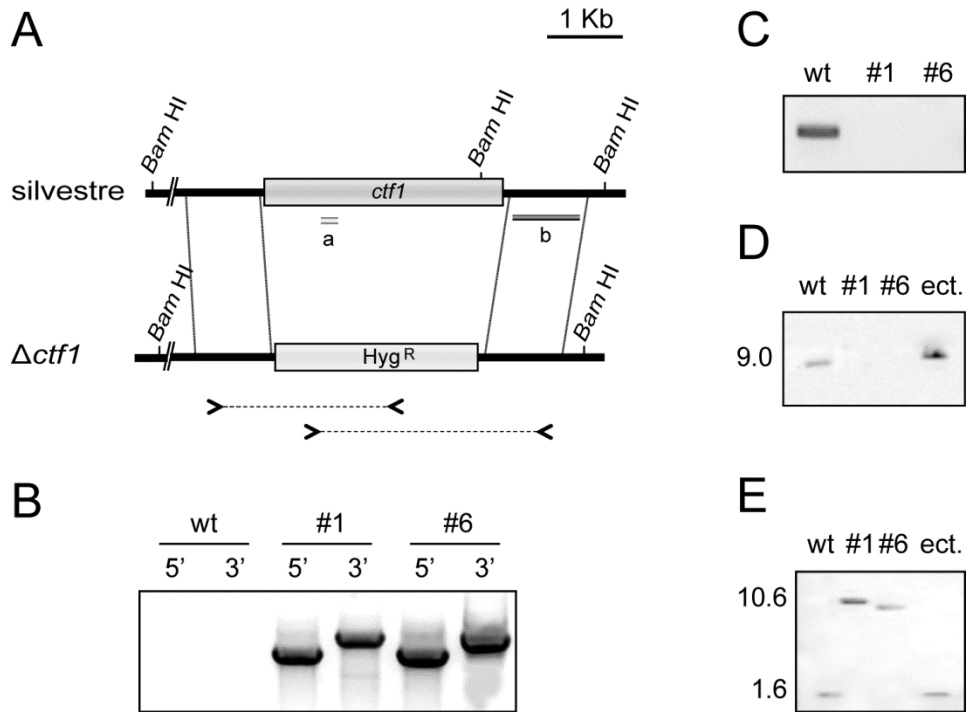 A
1 Kb
Bam HI
Bam HI
Bam HI
silvestre
ctf1
a
b
Bam HI
Bam HI
Δctf1
Hyg R
B
wt #1 #6
5' 3' 5' 3' 5' 3'
C
wt #1 #6
D
wt #1 #6 ect.
9.0
E
wt #1 #6 ect.
10.6
1.6